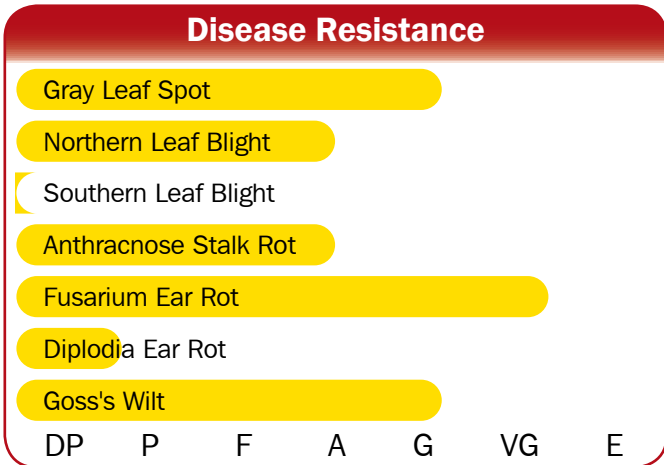 Disease Resistance
Gray Leaf Spot
Northern Leaf Blight
Southern Leaf Blight
Anthracnose Stalk Rot
Fusarium Ear Rot
Diplodia Ear Rot
Goss's Wilt
DP P F A G VG E